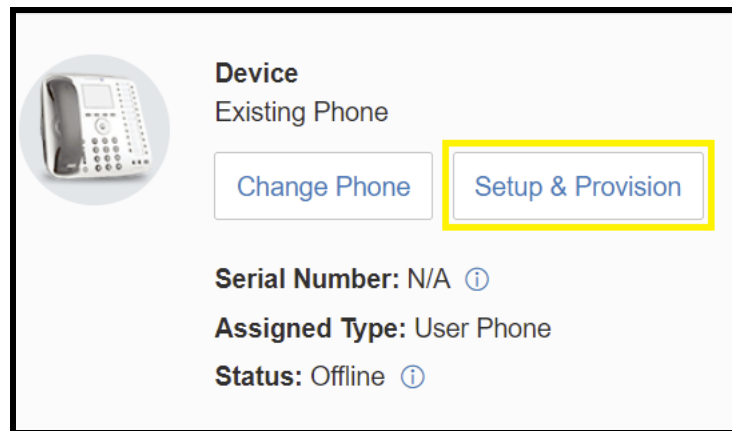 Device
Existing Phone
Change Phone Setup & Provision
Serial Number: N/A
Assigned Type: User Phone
Status: Offline